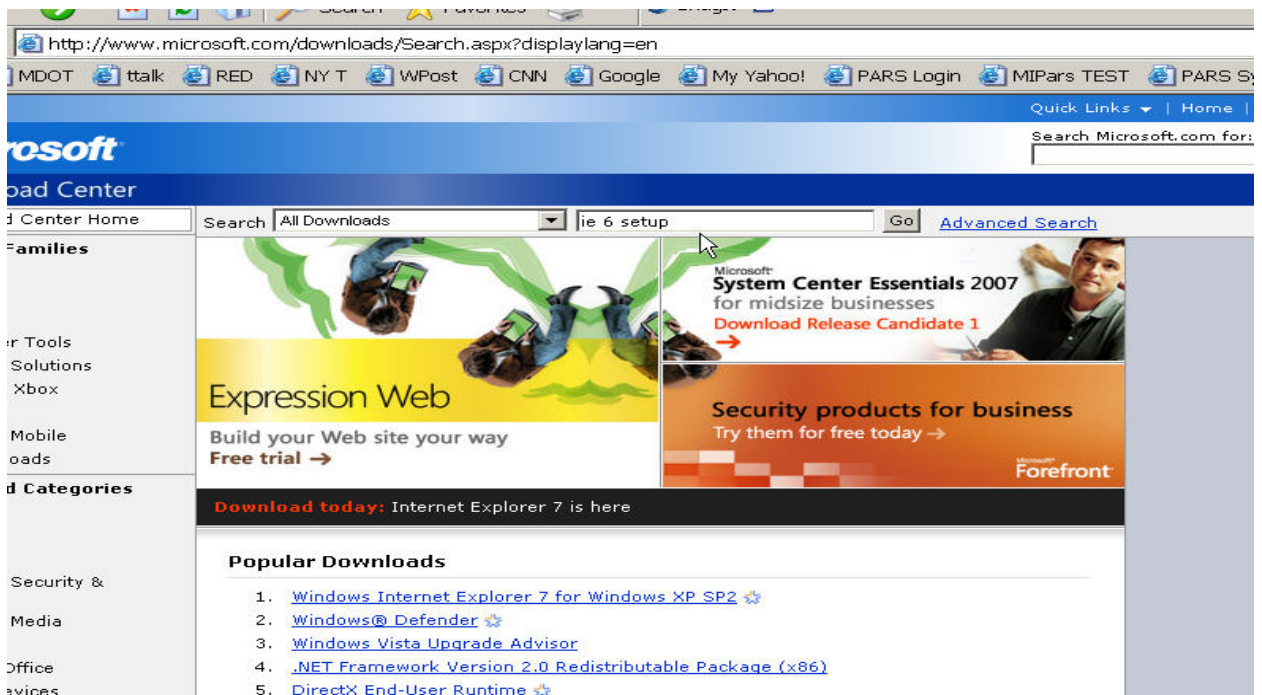 http://www.microsoft.com/downloads/Search.aspx?displaylang=en
MDOT ttalk RED NY T WPost CNN Google My Yahoo! PARS Login MIPars TEST PARS Sy
Quick Links | Home |
rosoft
Search Microsoft.com for:
oad Center
d Center Home
Search All Downloads ie 6 setup Go Advanced Search
Families
r Tools
Solutions
Xbox
Mobile
oads
d Categories
Security &
Media
Office
evices
Expression Web
Build your Web site your way
Free trial →
Microsoft
System Center Essentials 2007
for midsize businesses
Download Release Candidate 1
→
Security products for business
Try them for free today →
Microsoft
Forefront
Download today: Internet Explorer 7 is here
Popular Downloads
1. Windows Internet Explorer 7 for Windows XP SP2
2. Windows® Defender
3. Windows Vista Upgrade Advisor
4. .NET Framework Version 2.0 Redistributable Package (x86)
5. DirectX End-User Runtime